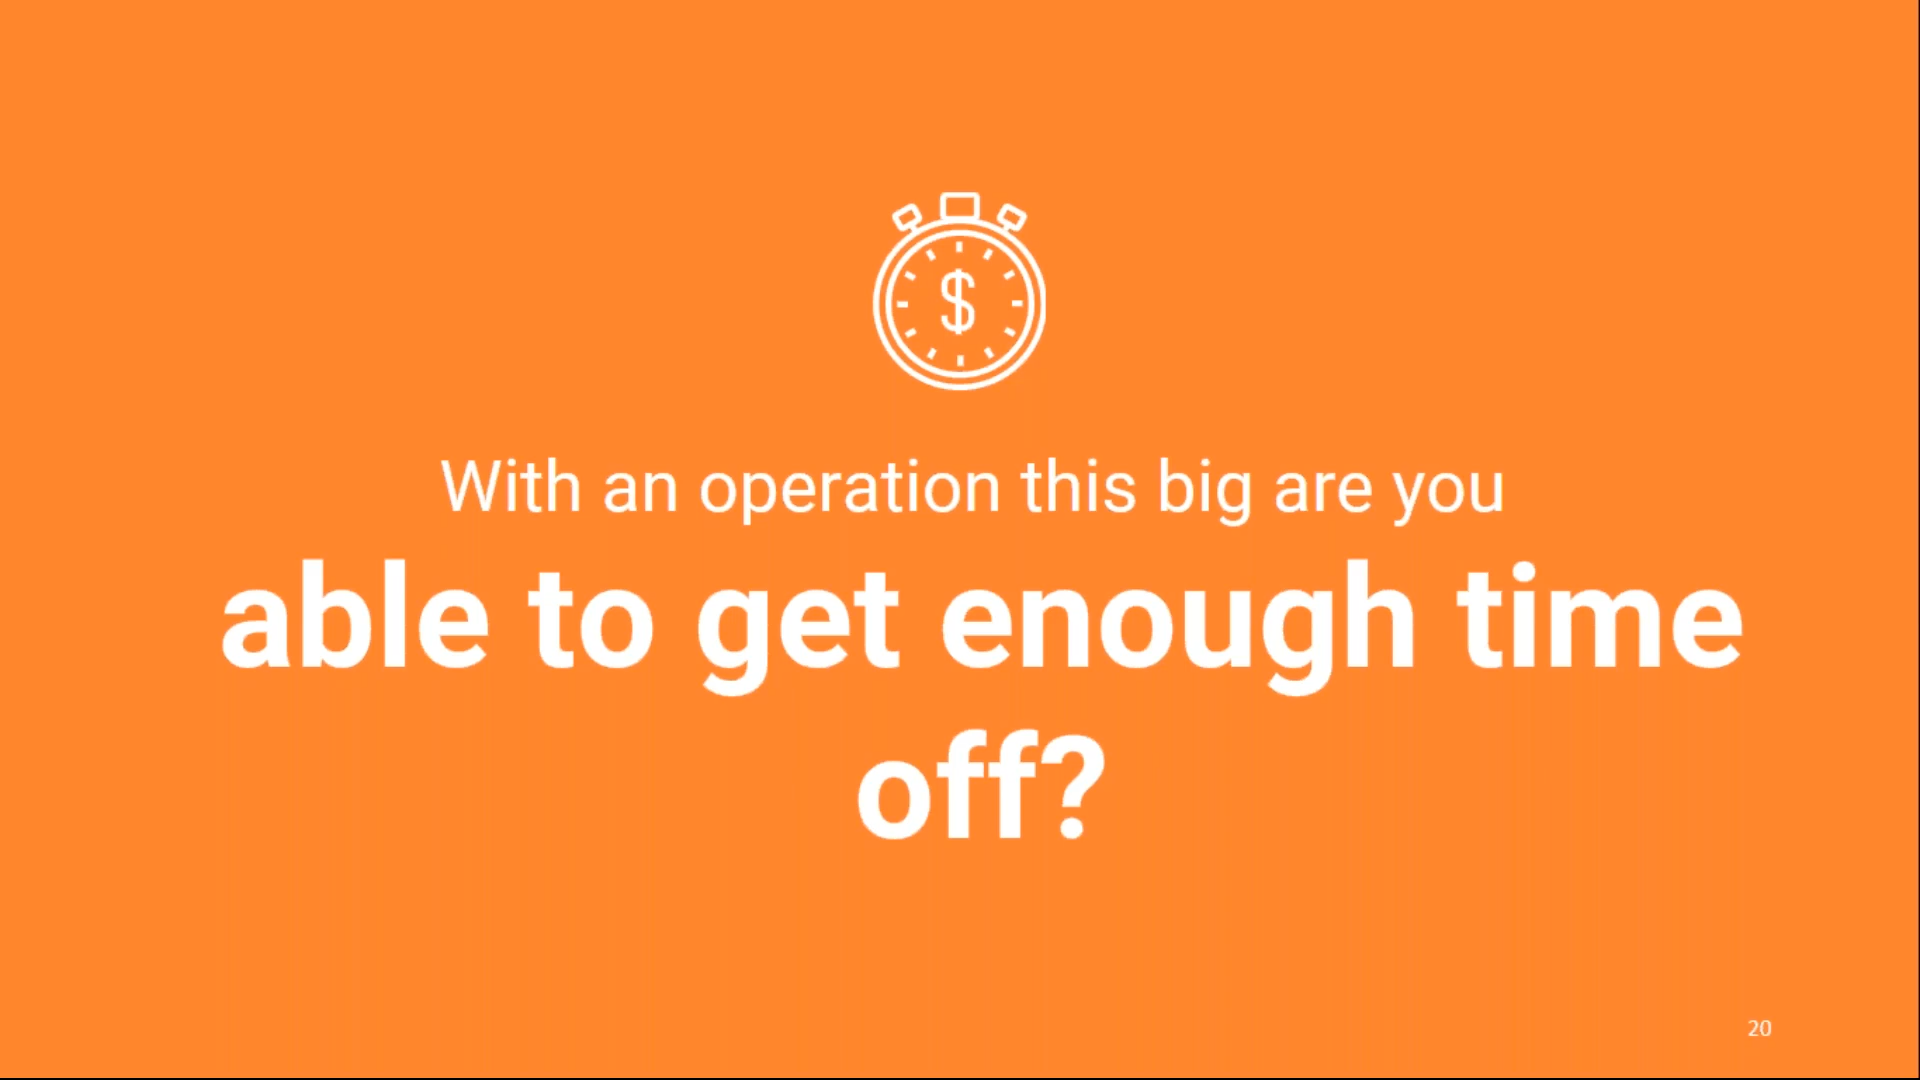 $
With an operation this big are you
able to get enough time
off?
20